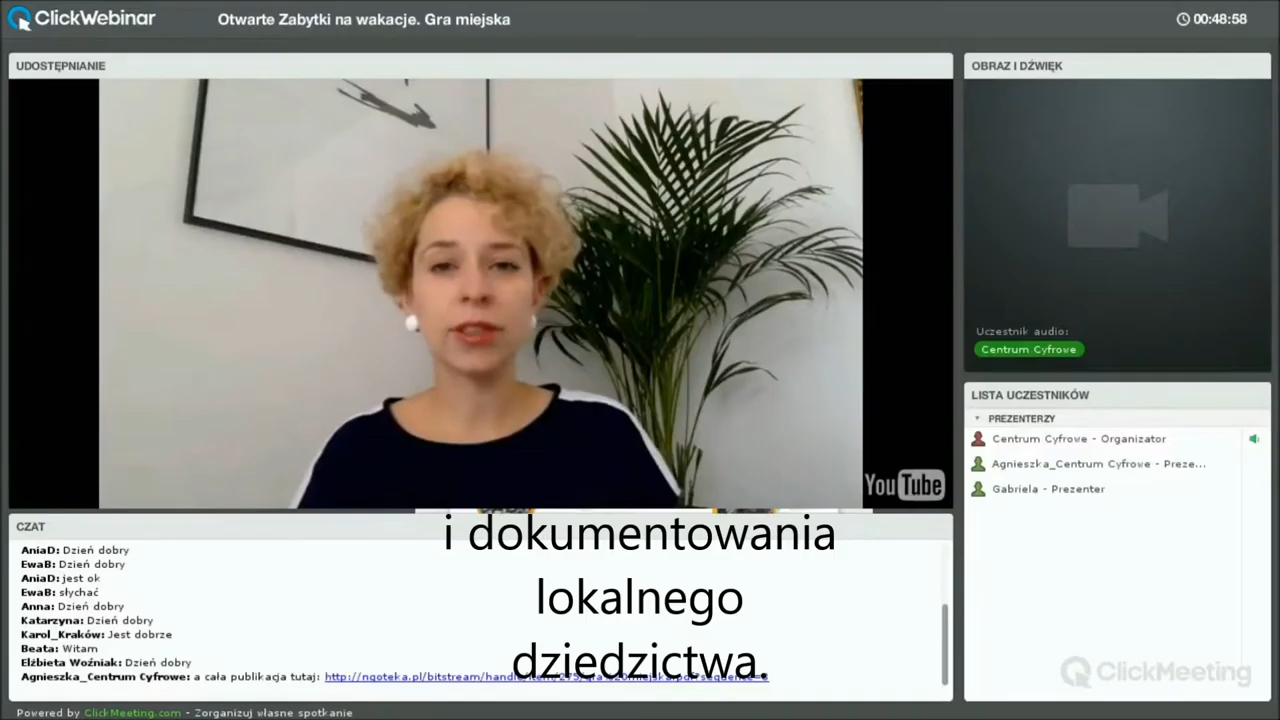 ClickWebinar
Otwarte Zabytki na wakacje. Gra miejska
00:48:58
UDOSTĘPNIANIE
YouTube
OBRAZ I DŹWIĘK
Uczestnik audio:
Centrum Cyfrowe
LISTA UCZESTNIKÓW
PREZENTERZY
Centrum Cyfrowe - Organizator
Agnieszka_Centrum Cyfrowe - Preze...
Gabriela - Prezenter
CZAT
AniaD: Dzień dobry
EwaB: Dzień dobry
AniaD: jest ok
EwaB: słychać
Anna: Dzień dobry
Katarzyna: Dzień dobry
Karol_Kraków: Jest dobrze
Beata: Witam
Elżbieta Woźniak: Dzień dobry
Agnieszka_Centrum Cyfrowe: a cała publikacja tutaj:
i dokumentowania
lokalnego
dziedzictwa.
ClickMeeting
Powered by ClickMeeting.com - Zorganizuj własne spotkanie